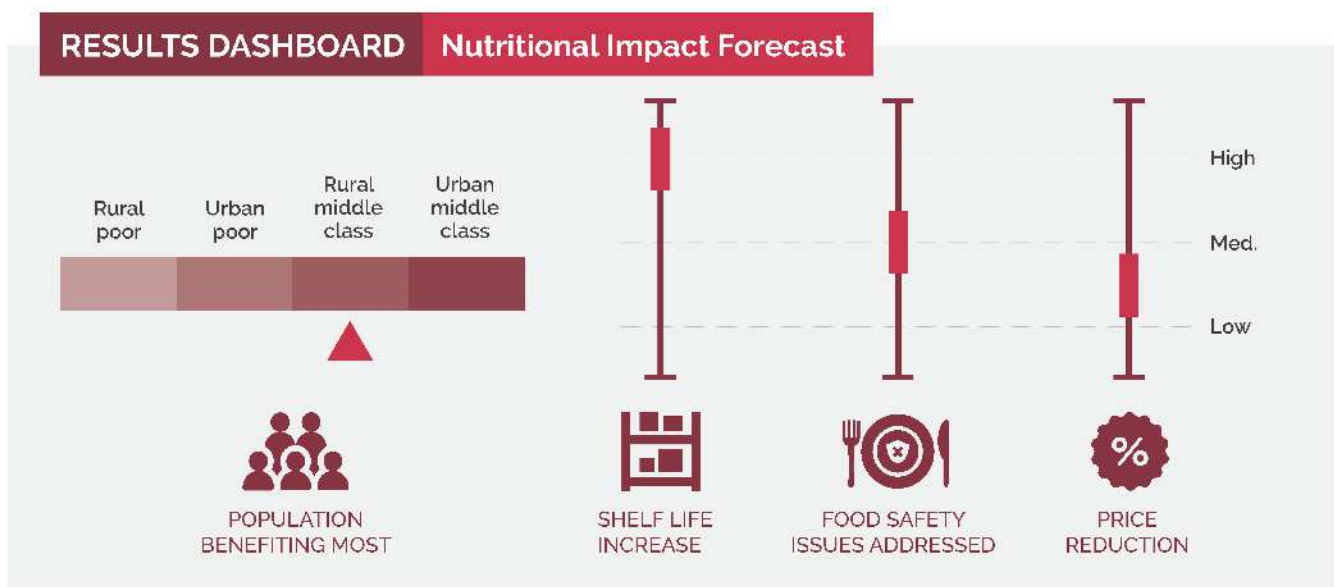 RESULTS DASHBOARD Nutritional Impact Forecast
Rural
poor
Urban
poor
Rural
middle
class
Urban
middle
class
High
Med.
Low
POPULATION
BENEFITING MOST
SHELF LIFE
INCREASE
FOOD SAFETY
ISSUES ADDRESSED
%
PRICE
REDUCTION